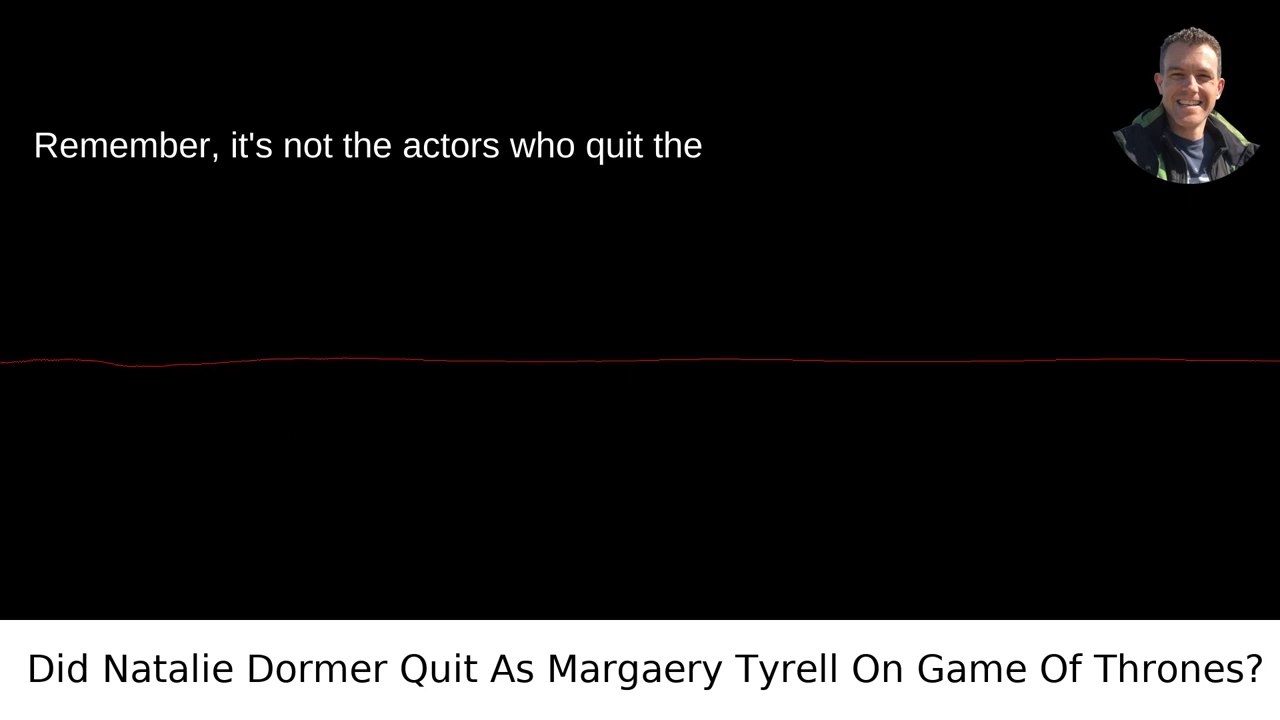 Remember, it's not the actors who quit the
Did Natalie Dormer Quit As Margaery Tyrell On Game Of Thrones?